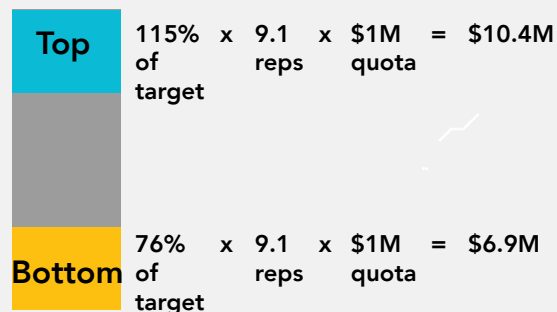 Top
115% x 9.1 x $1M = $10.4M
of reps quota
target
76% x 9.1 x $1M = $6.9M
Bottom of reps quota
target